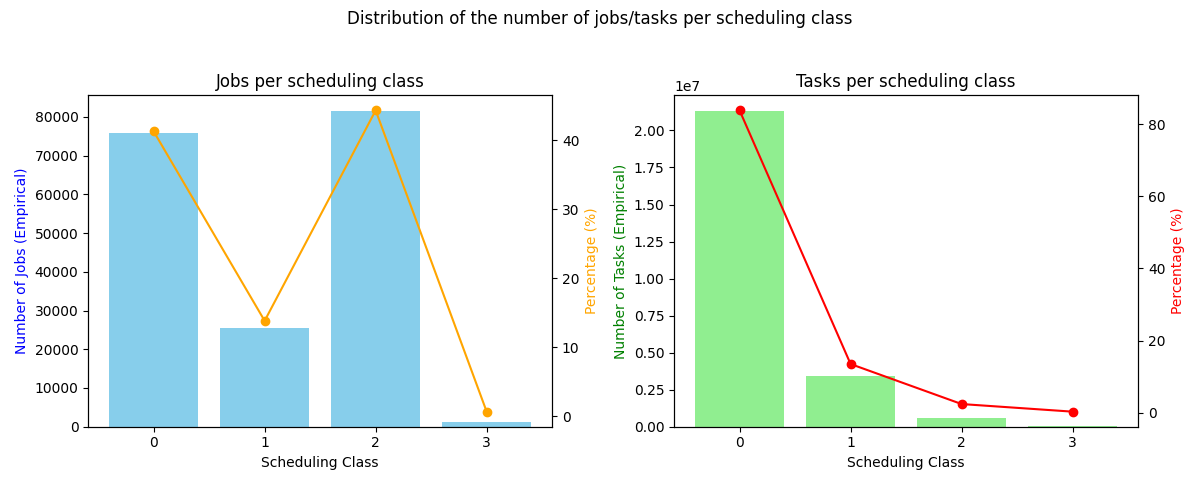 Distribution of the number of jobs/tasks per scheduling class
Jobs per scheduling class
Number of Jobs (Empirical)
80000
70000
60000
50000
40000
30000
20000
10000
0
0 1 2 3
Scheduling Class
40
30
20
10
0
Percentage (%)
Tasks per scheduling class
1e7
Number of Tasks (Empirical)
2.00
1.75
1.50
1.25
1.00
0.75
0.50
0.25
0.00
0 1 2 3
Scheduling Class
80
60
40
20
0
Percentage (%)